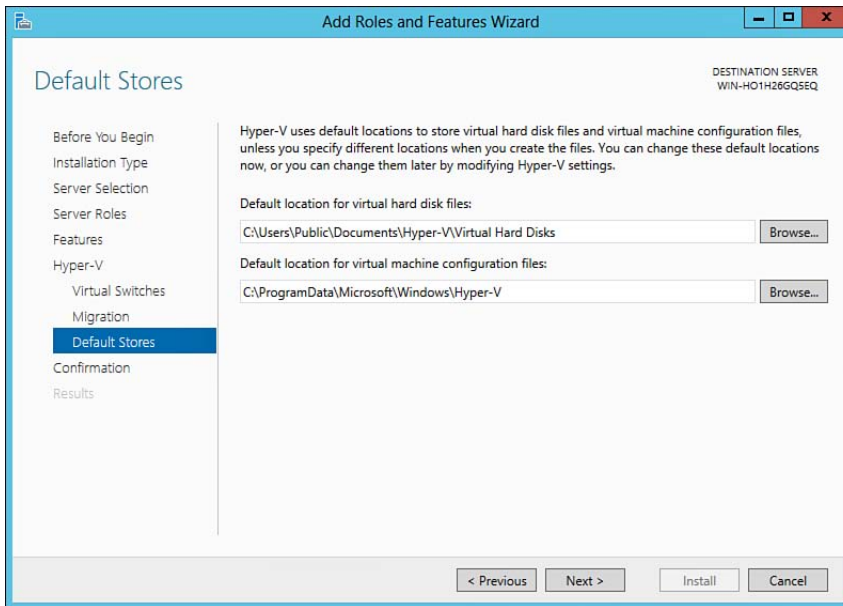 Add Roles and Features Wizard
Default Stores
DESTINATION SERVER
WIN-HO1H26GQ5EQ
Before You Begin
Installation Type
Server Selection
Server Roles
Features
Hyper-V
Virtual Switches
Migration
Default Stores
Confirmation
Results
Hyper-V uses default locations to store virtual hard disk files and virtual machine configuration files,
unless you specify different locations when you create the files. You can change these default locations
now, or you can change them later by modifying Hyper-V settings.
Default location for virtual hard disk files:
C:\Users\Public\Documents\Hyper-V\Virtual Hard Disks
Browse...
Default location for virtual machine configuration files:
C:\ProgramData\Microsoft\Windows\Hyper-V
Browse...
< Previous
Next >
Install
Cancel